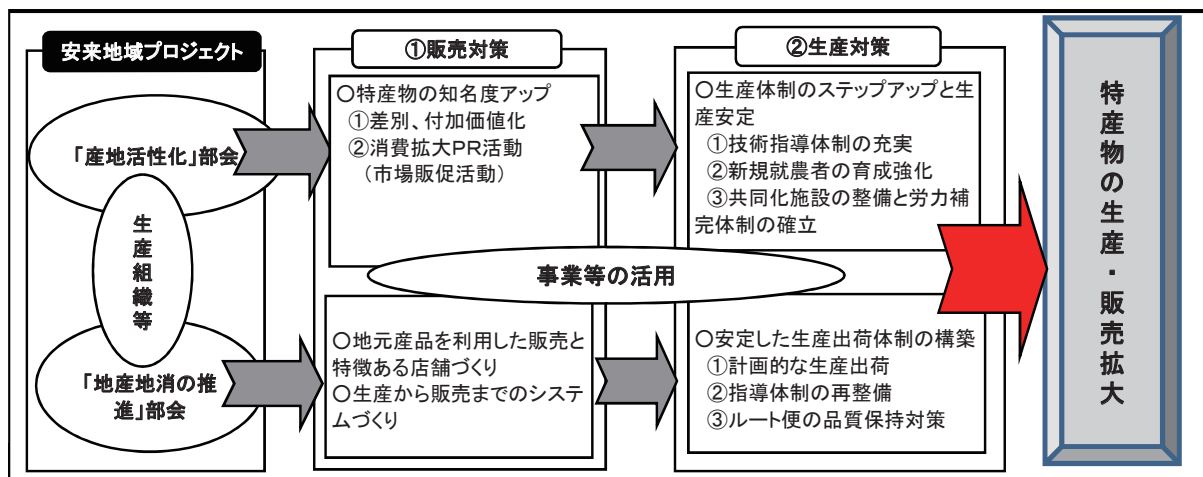 安来地域プロジェクト
「産地活性化」部会
生産組織等
「地産地消の推
進」部会
①販売対策
○特産物の知名度アップ
①差別、付加価値化
②消費拡大PR活動
（市場販促活動）
事業等の活用
○地元産品を利用した販売と
特徴ある店舗づくり
○生産から販売までのシステ
ムづくり
②生産対策
○生産体制のステップアップと生
産安定
①技術指導体制の充実
②新規就農者の育成強化
③共同化施設の整備と労力補
完体制の確立
○安定した生産出荷体制の構築
①計画的な生産出荷
②指導体制の再整備
③ルート便の品質保持対策
特産物の生産・販売拡大